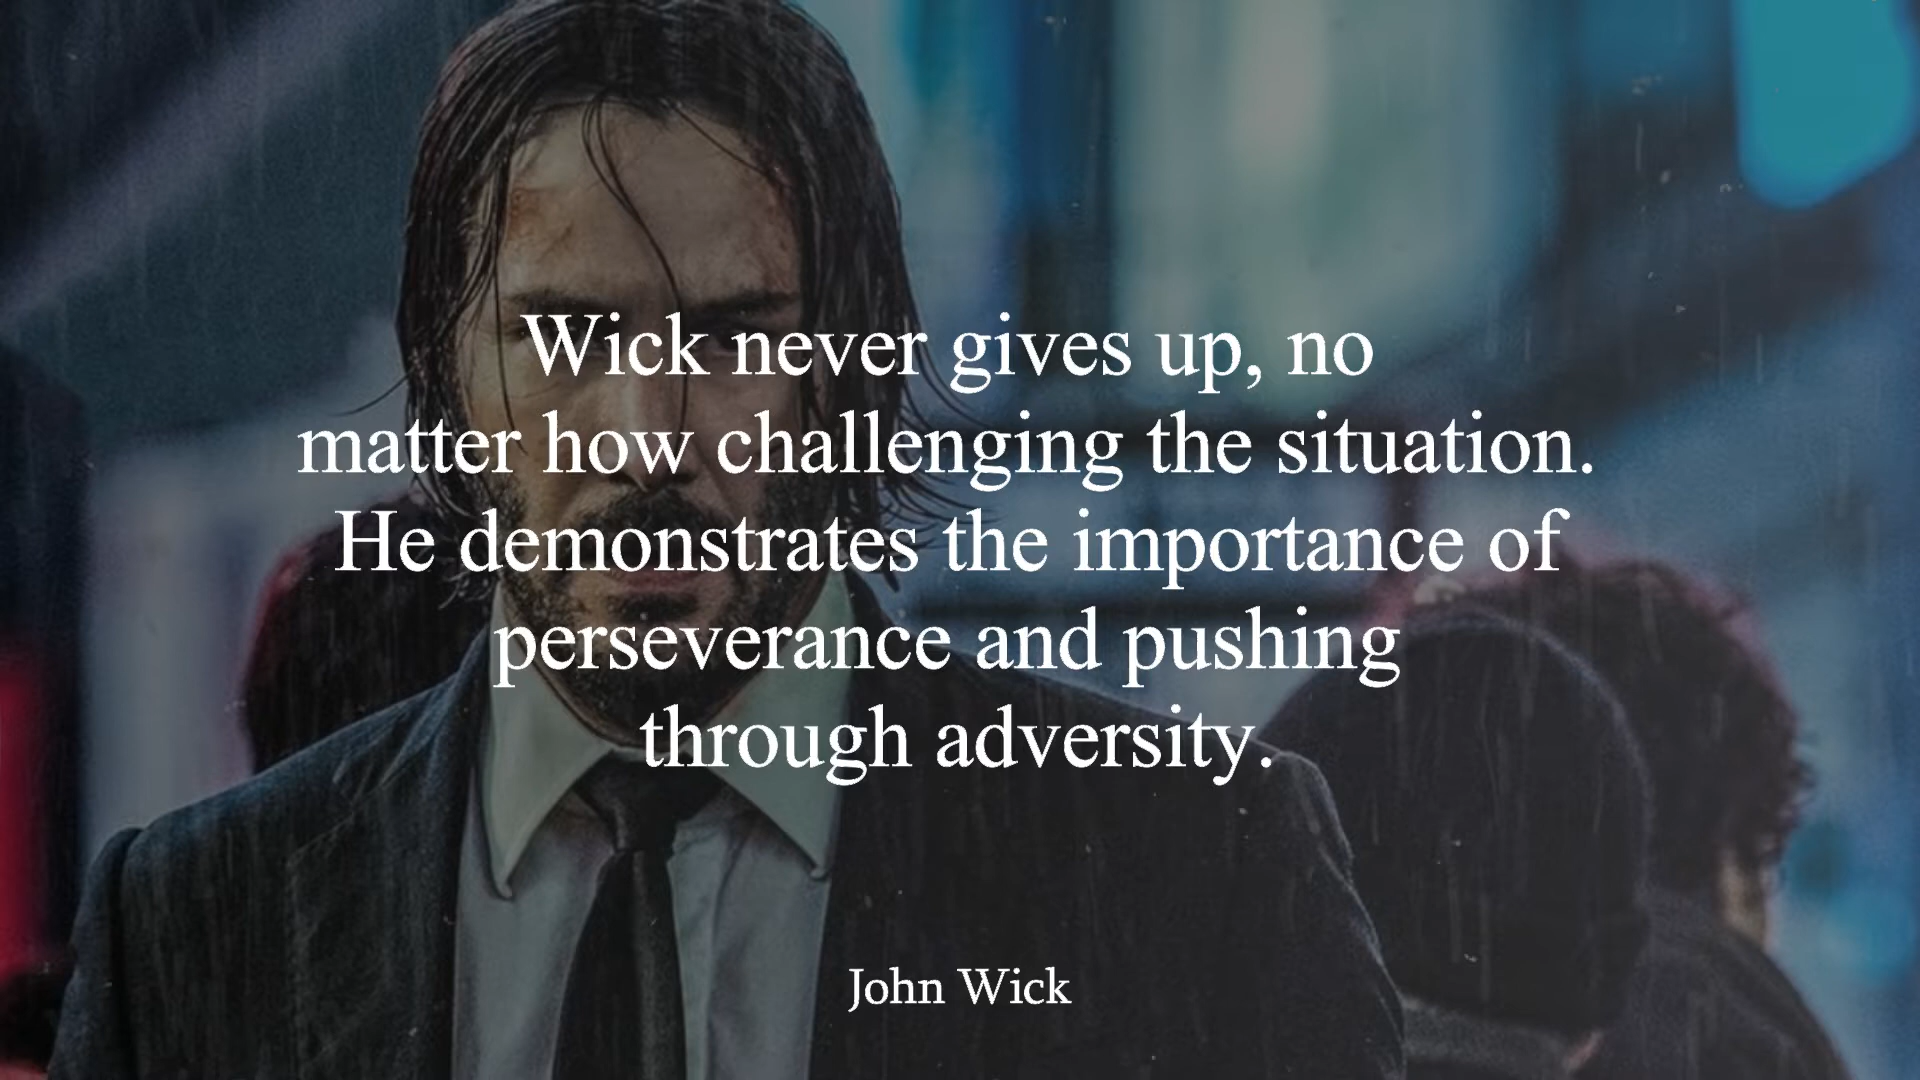 Wick never gives up, no
matter how challenging the situation.
He demonstrates the importance of
perseverance and pushing
through adversity.
John Wick